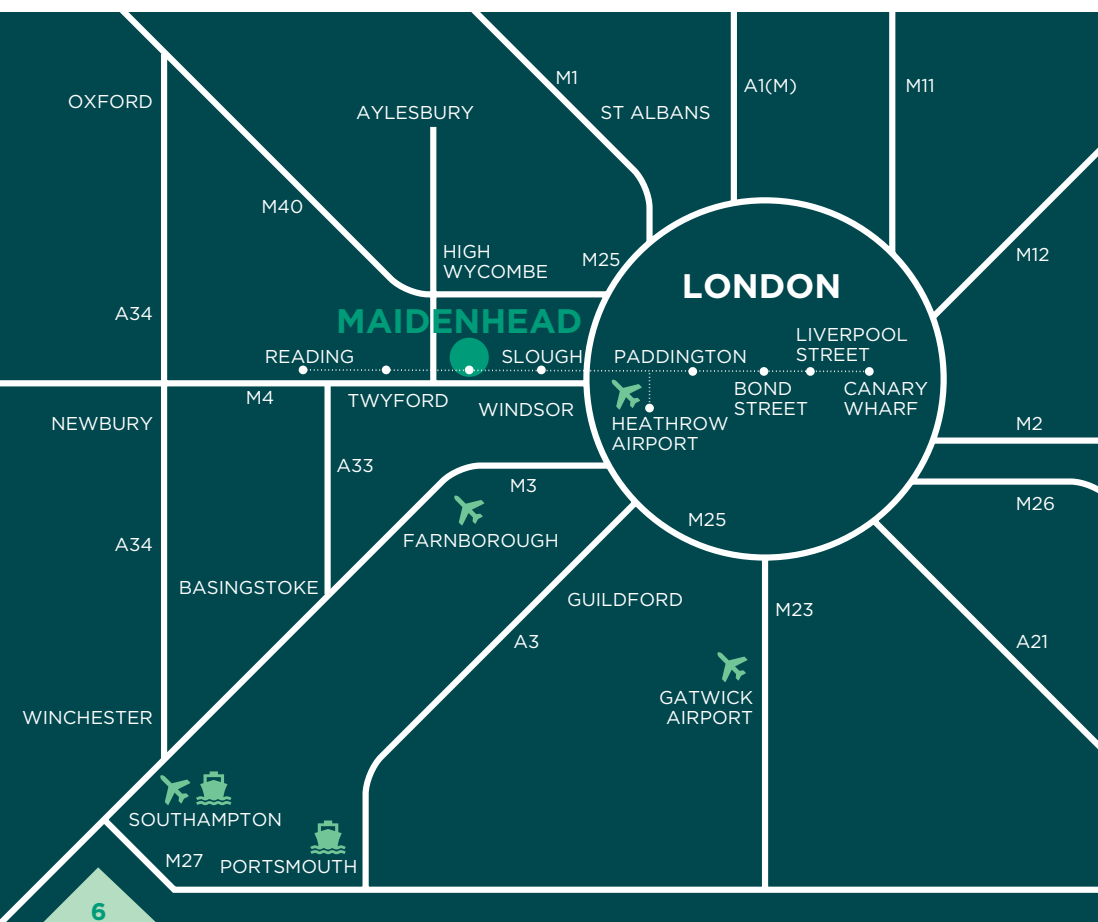 M1
A1(M)
M11
OXFORD
AYLESBURY
ST ALBANS
M40
HIGH
WYCOMBE
M25
M12
LONDON
A34
MAIDENHEAD
LIVERPOOL
STREET
READING
SLOUGH
PADDINGTON
M4
TWYFORD
WINDSOR
BOND
STREET
CANARY
WHARF
NEWBURY
HEATHROW
AIRPORT
M2
A33
M3
M26
M25
A34
FARNBOROUGH
BASINGSTOKE
GUILDFORD
M23
A3
A21
GATWICK
AIRPORT
WINCHESTER
SOUTHAMPTON
M27
PORTSMOUTH
6